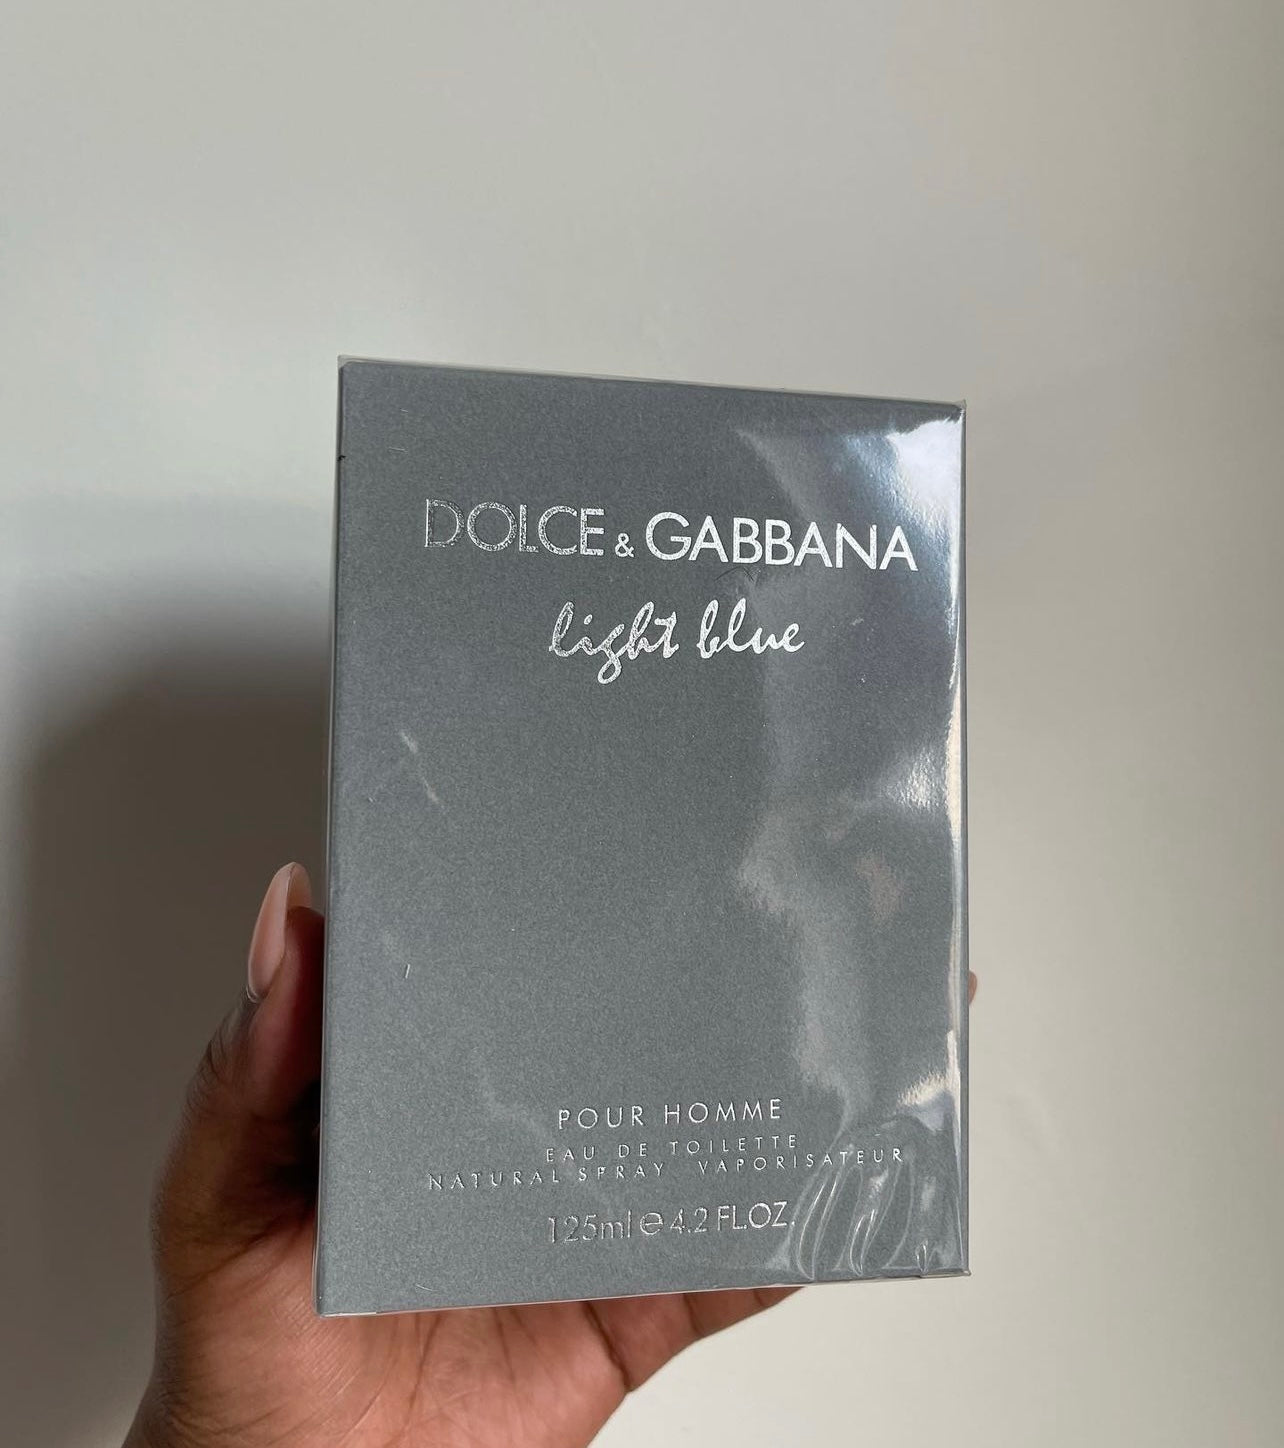 DOLCE & GABBANA
light blue
POUR HOMME
EAU DE TOILETTE
NATURAL SPRAY VAPORISATEUR
125ml ℮ 4.2 FL.OZ.